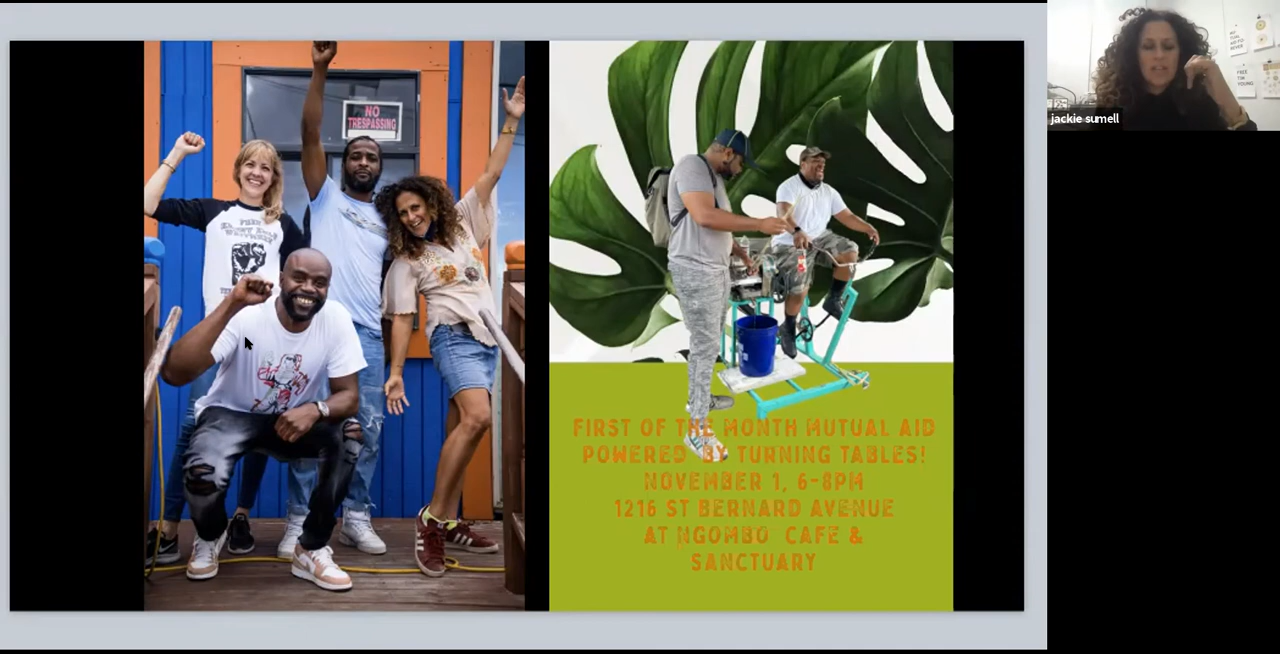 NO
TRESPASSING
FIRST OF THE MONTH MUTUAL AID
POWERED BY TURNING TABLES!
NOVEMBER 1, 6-8PM
1216 ST BERNARD AVENUE
AT NGOMBO CAFE &
SANCTUARY
FREE
jackie sumell